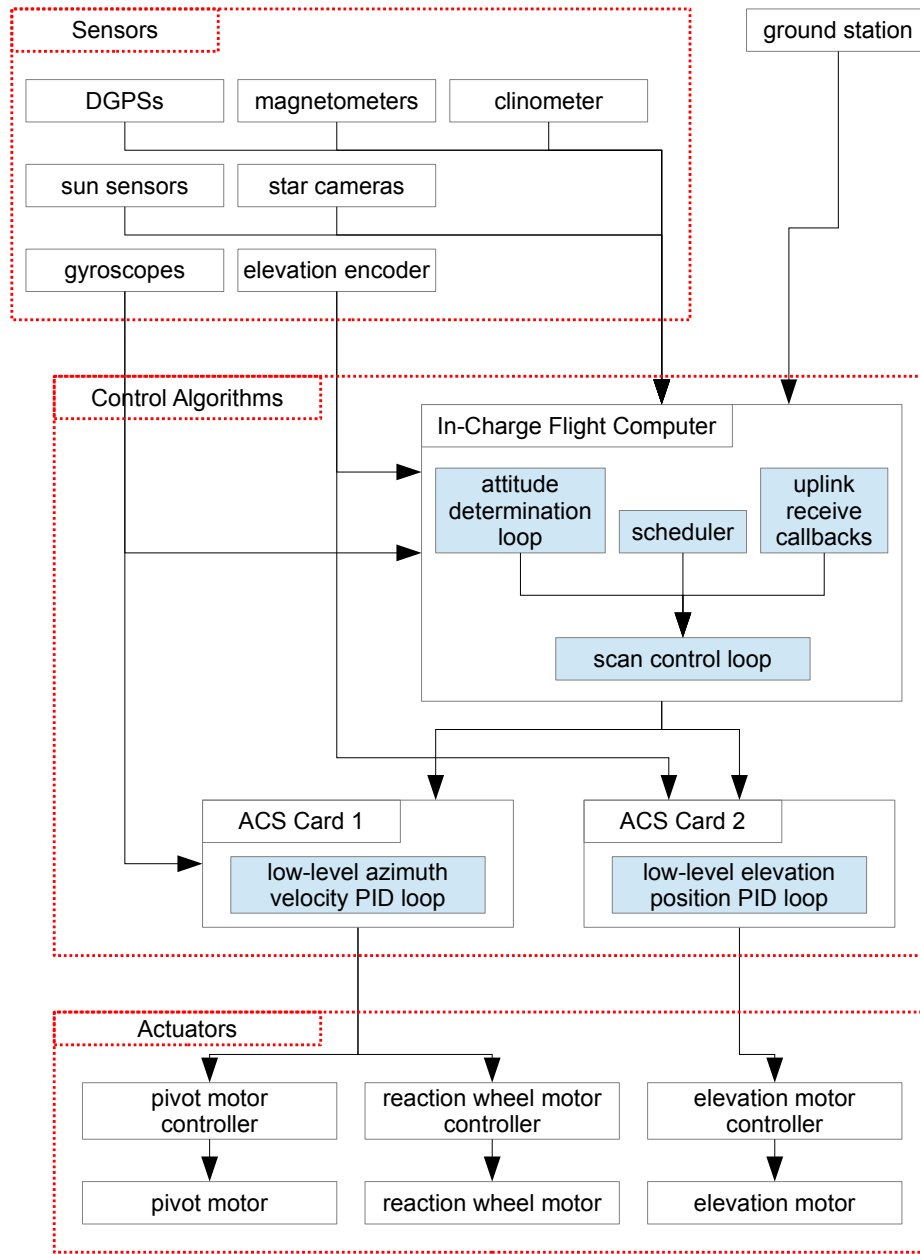 Sensors
ground station
DGPSs
magnetometers
clinometer
sun sensors
star cameras
gyroscopes
elevation encoder
Control Algorithms
In-Charge Flight Computer
attitude
determination
loop
scheduler
uplink
receive
callbacks
scan control loop
ACS Card 1
low-level azimuth
velocity PID loop
ACS Card 2
low-level elevation
position PID loop
Actuators
pivot motor
controller
reaction wheel motor
controller
elevation motor
controller
pivot motor
reaction wheel motor
elevation motor